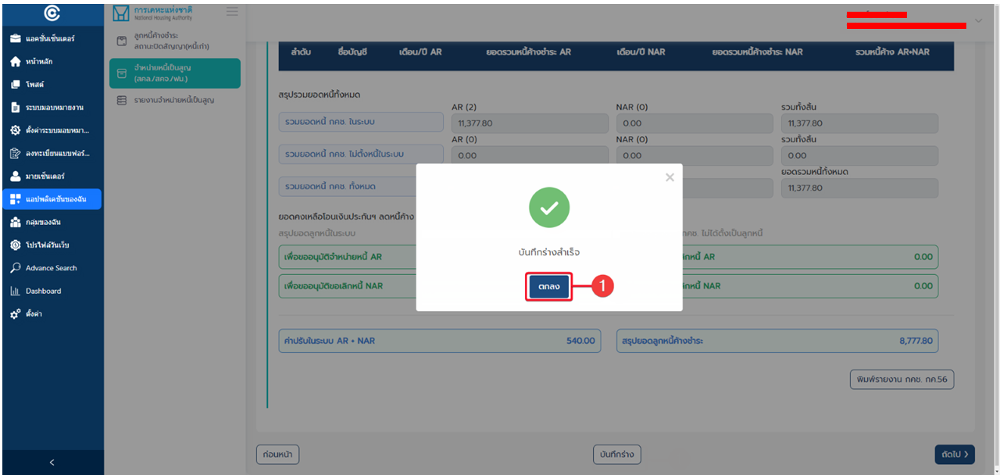 การเคหะแห่งชาติ
National Housing Authority
แอคชั่นเซ็นเตอร์
หน้าหลัก
โพสต์
ระบบมอบหมายงาน
ตั้งค่าระบบมอบหมา...
ลงทะเบียนแบบฟอร์...
มายเซ็นเตอร์
แอปพลิเคชันของฉัน
กลุ่มของฉัน
โปรไฟล์วันเว็บ
Advance Search
Dashboard
ตั้งค่า
<
ลูกหนี้ค้างชำระ
สถานะปิดสัญญา(หนี้เก่า)
จำหน่ายหนี้เป็นสูญ
(สคล./สคจ./ฟม.)
รายงานจำหน่ายหนี้เป็นสูญ
ลำดับ ชื่อบัญชี เดือน/ปี AR ยอดรวมหนี้ค้างชำระ AR เดือน/ปี NAR ยอดรวมหนี้ค้างชำระ NAR รวมหนี้ค้าง AR+NAR
สรุปรวมยอดหนี้ทั้งหมด
AR (2) NAR (0) รวมทั้งสิ้น
รวมยอดหนี้ กคช. ในระบบ 11,377.80 0.00 11,377.80
AR (0) NAR (0) รวมทั้งสิ้น
รวมยอดหนี้ กคช. ไม่ตั้งหนี้ในระบบ 0.00 0.00 0.00
ยอดรวมหนี้ทั้งหมด
รวมยอดหนี้ กคช. ทั้งหมด 11,377.80
ยอดคงเหลือโอนเงินประกันฯ ลดหนี้ค้าง
สรุปยอดลูกหนี้ในระบบ กคช. ไม่ได้ตั้งเป็นลูกหนี้
เพื่อขออนุมัติจำหน่ายหนี้ AR ลิกหนี้ AR 0.00
เพื่อขออนุมัติขอเลิกหนี้ NAR ลิกหนี้ NAR 0.00
×
บันทึกร่างสำเร็จ
ตกลง 1
ค่าปรับในระบบ AR + NAR 540.00 สรุปยอดลูกหนี้ค้างชำระ 8,777.80
พิมพ์รายงาน กคช. กค.56
ก่อนหน้า บันทึกร่าง ถัดไป >